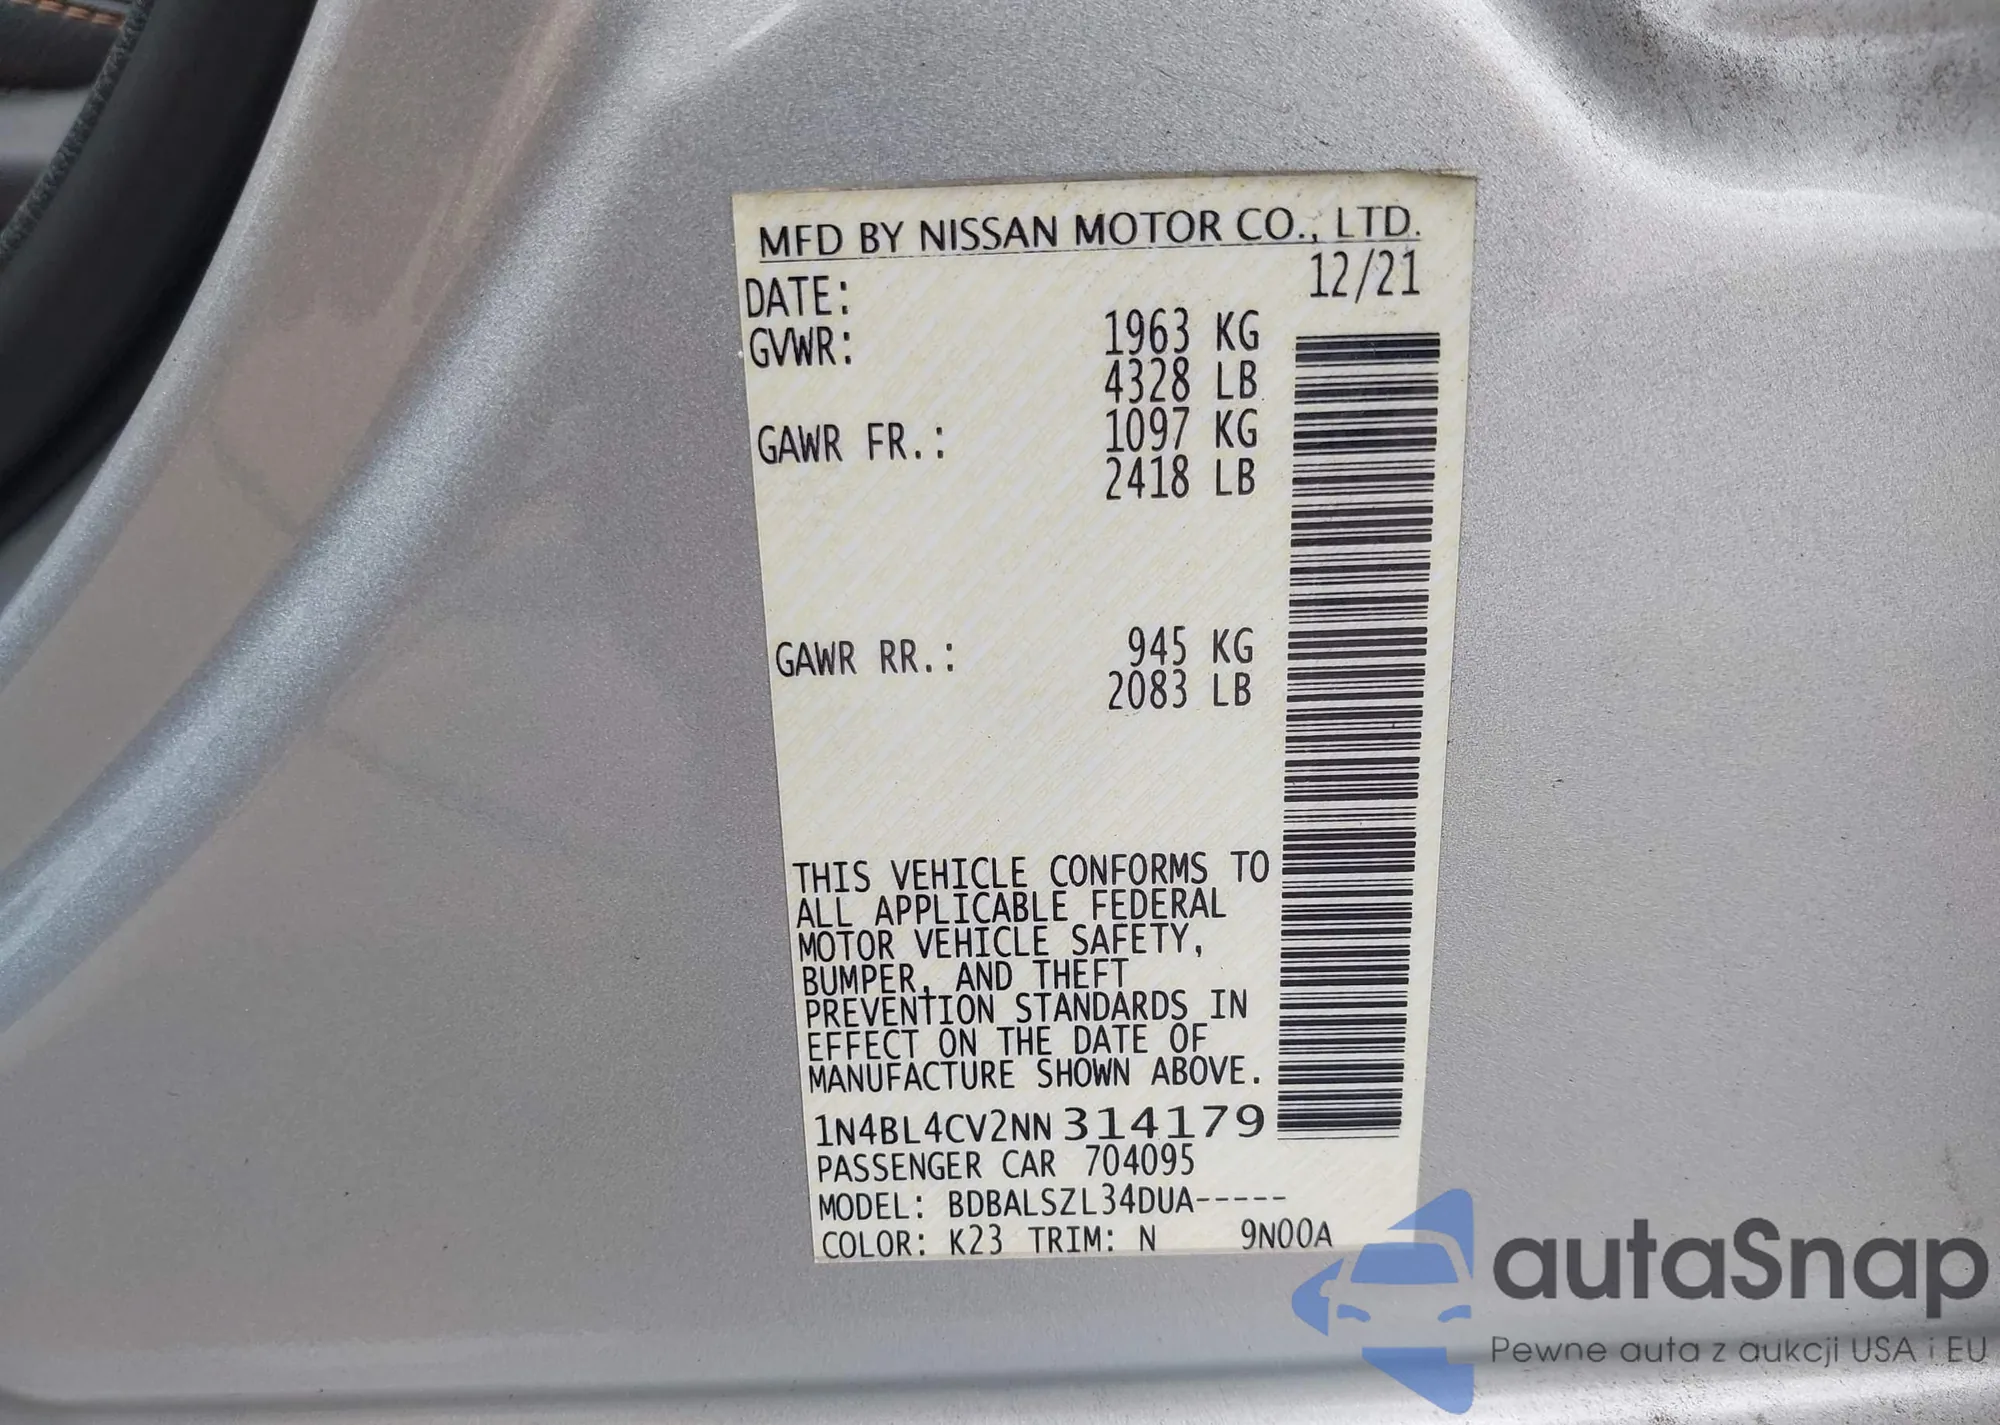 MFD BY NISSAN MOTOR CO., LTD.
DATE: 12/21
GVWR: 1963 KG
4328 LB
GAWR FR.: 1097 KG
2418 LB
GAWR RR.: 945 KG
2083 LB
THIS VEHICLE CONFORMS TO
ALL APPLICABLE FEDERAL
MOTOR VEHICLE SAFETY,
BUMPER, AND THEFT
PREVENTION STANDARDS IN
EFFECT ON THE DATE OF
MANUFACTURE SHOWN ABOVE.
1N4BL4CV2NN314179
PASSENGER CAR 704095
MODEL: BDBALSZL34DUA-----
COLOR: K23 TRIM: N 9N00A
autaSnap
Pewne auta z aukcji USA i EU